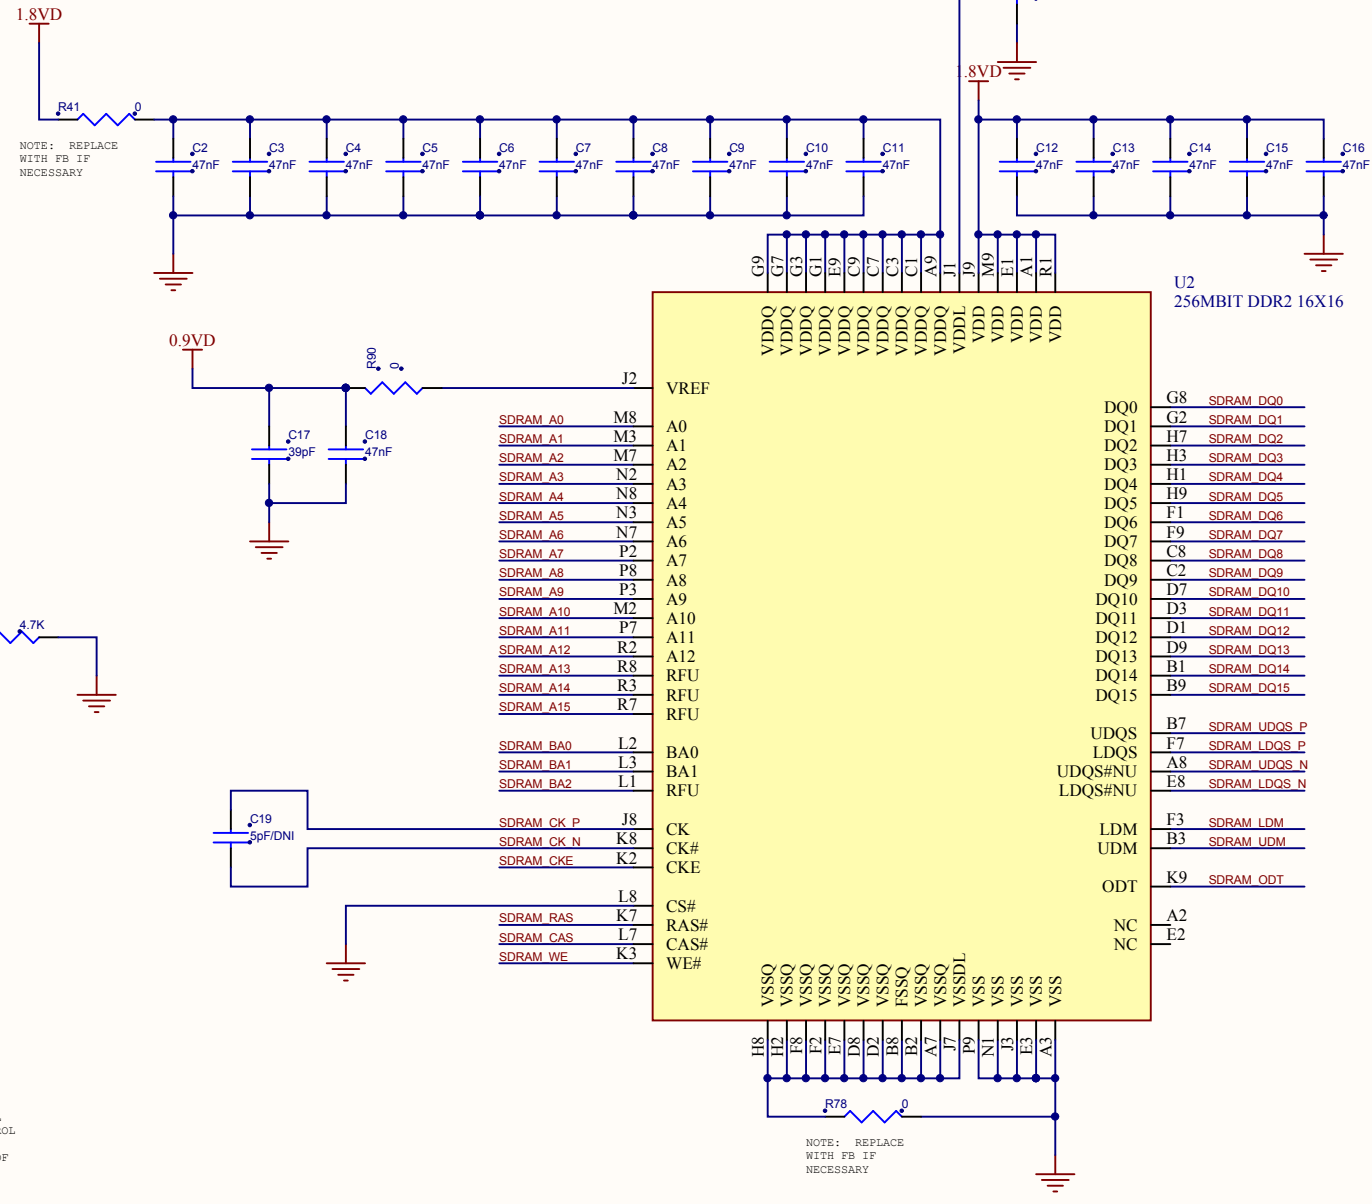 1.8VD
R41 0
NOTE: REPLACE
WITH FB IF
NECESSARY
C2
47nF
C3
47nF
C4
47nF
C5
47nF
C6
47nF
C7
47nF
C8
47nF
C9
47nF
C10
47nF
C11
47nF
1.8VD
C12
47nF
C13
47nF
C14
47nF
C15
47nF
C16
47nF
G9 G7 G3 G1 E9 C9 C7 C3 C1 A9 J1 J9 M9 E1 A1 R1
VDDQ VDDQ VDDQ VDDQ VDDQ VDDQ VDDQ VDDQ VDDQ VDDQ VDDL VDD VDD VDD VDD VDD
U2
256MBIT DDR2 16X16
0.9VD
R90 0
C17
39pF
C18
47nF
J2 VREF
SDRAM_A0 M8 A0
SDRAM_A1 M3 A1
SDRAM_A2 M7 A2
SDRAM_A3 N2 A3
SDRAM_A4 N8 A4
SDRAM_A5 N3 A5
SDRAM_A6 N7 A6
SDRAM_A7 P2 A7
SDRAM_A8 P8 A8
SDRAM_A9 P3 A9
SDRAM_A10 M2 A10
SDRAM_A11 P7 A11
SDRAM_A12 R2 A12
SDRAM_A13 R8 RFU
SDRAM_A14 R3 RFU
SDRAM_A15 R7 RFU
SDRAM_BA0 L2 BA0
SDRAM_BA1 L3 BA1
SDRAM_BA2 L1 RFU
SDRAM_CK_P J8 CK
SDRAM_CK_N K8 CK#
SDRAM_CKE K2 CKE
L8 CS#
SDRAM_RAS K7 RAS#
SDRAM_CAS L7 CAS#
SDRAM_WE K3 WE#
4.7K
C19
5pF/DNI
DQ0 G8 SDRAM_DQ0
DQ1 G2 SDRAM_DQ1
DQ2 H7 SDRAM_DQ2
DQ3 H3 SDRAM_DQ3
DQ4 H1 SDRAM_DQ4
DQ5 H9 SDRAM_DQ5
DQ6 F1 SDRAM_DQ6
DQ7 F9 SDRAM_DQ7
DQ8 C8 SDRAM_DQ8
DQ9 C2 SDRAM_DQ9
DQ10 D7 SDRAM_DQ10
DQ11 D3 SDRAM_DQ11
DQ12 D1 SDRAM_DQ12
DQ13 D9 SDRAM_DQ13
DQ14 B1 SDRAM_DQ14
DQ15 B9 SDRAM_DQ15
UDQS B7 SDRAM_UDQS_P
LDQS F7 SDRAM_LDQS_P
UDQS#NU A8 SDRAM_UDQS_N
LDQS#NU E8 SDRAM_LDQS_N
LDM F3 SDRAM_LDM
UDM B3 SDRAM_UDM
ODT K9 SDRAM_ODT
NC A2
NC E2
VSSQ VSSQ VSSQ VSSQ VSSQ VSSQ VSSQ FSSQ VSSQ VSSQ VSSDL VSS VSS VSS VSS VSS
H8 H2 F8 F2 E7 D8 D2 B8 B2 A7 J7 P9 N1 J3 E3 A3
R78 0
NOTE: REPLACE
WITH FB IF
NECESSARY